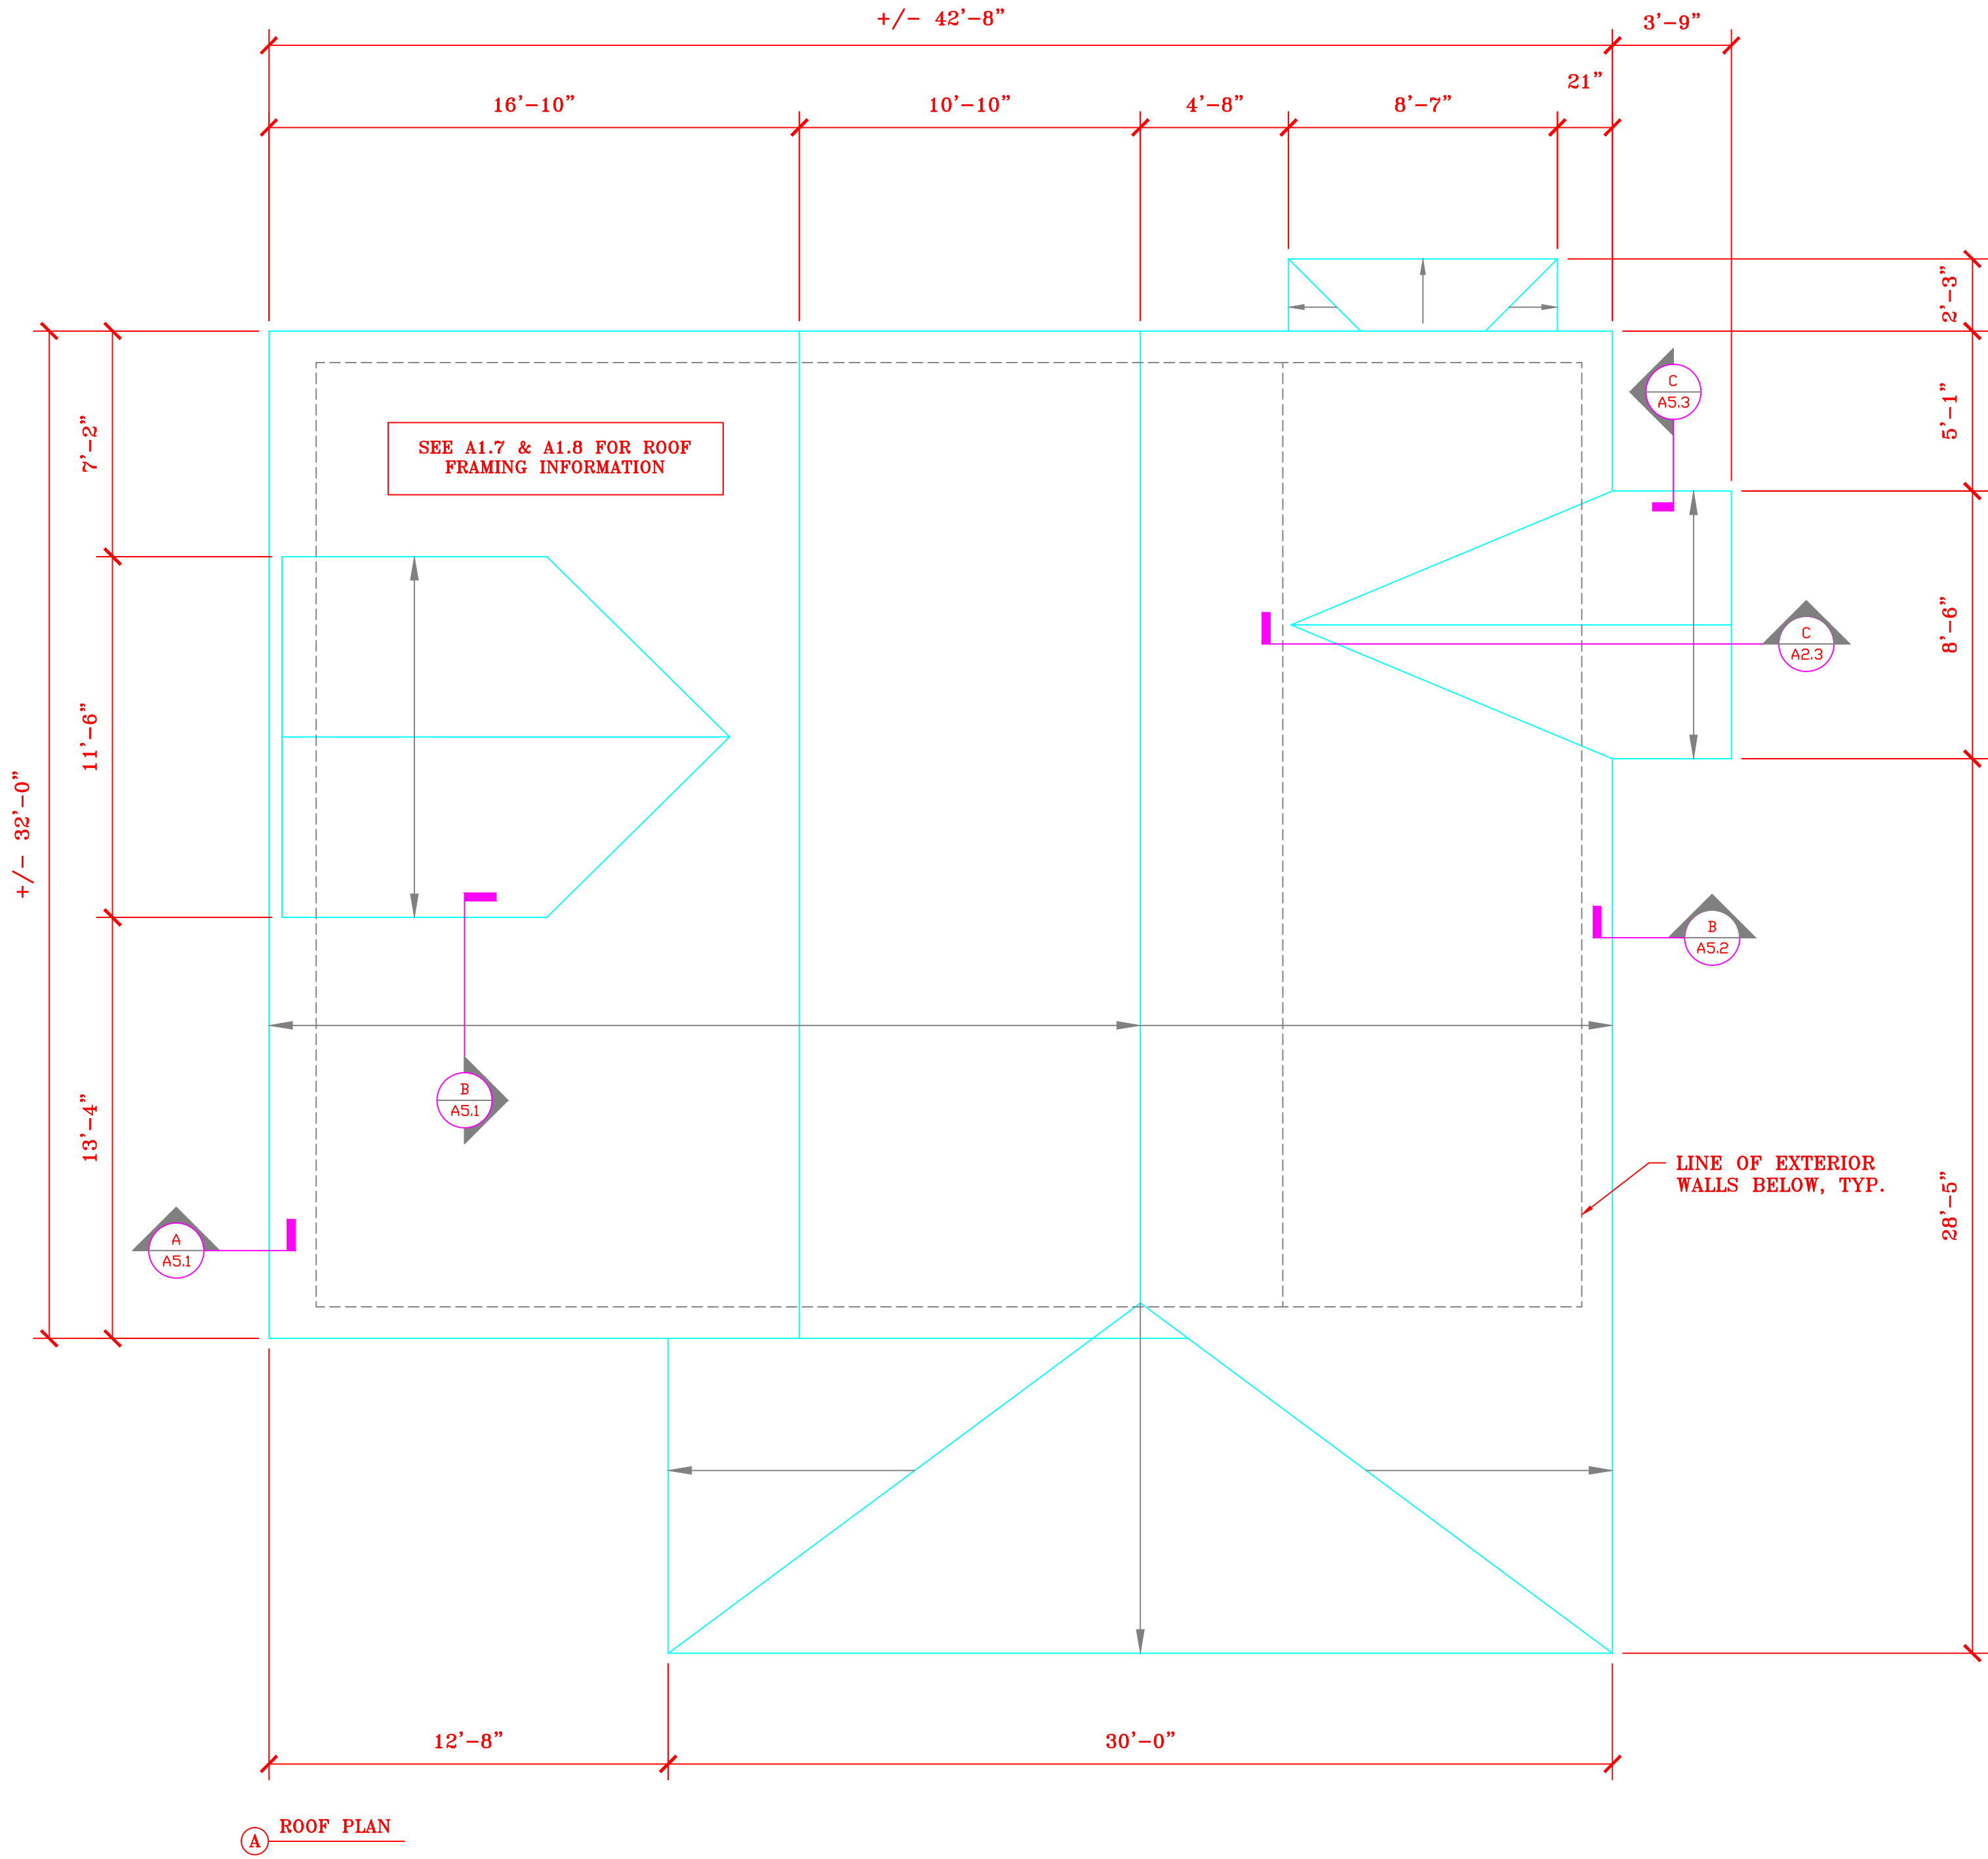 +/- 42'-8"
3'-9"
21"
16'-10"
10'-10"
4'-8"
8'-7"
2'-3"
5'-1"
8'-6"
28'-5"
+/- 32'-0"
7'-2"
11'-6"
13'-4"
SEE A1.7 & A1.8 FOR ROOF
FRAMING INFORMATION
C
A5.3
C
A2.3
B
A5.2
B
A5.1
A
A5.1
LINE OF EXTERIOR
WALLS BELOW, TYP.
12'-8"
30'-0"
A ROOF PLAN